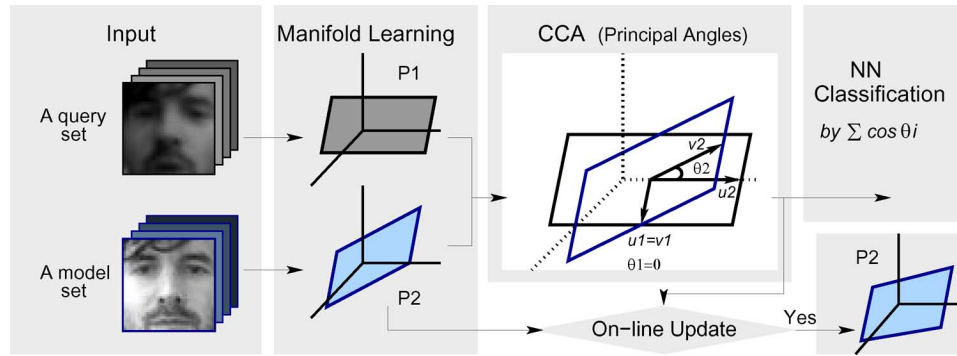 Input
A query
set
A model
set
Manifold Learning
P1
P2
CCA (Principal Angles)
v2
θ2
u2
u1=v1
θ1=0
NN
Classification
by ∑ cos θi
On-line Update
Yes
P2